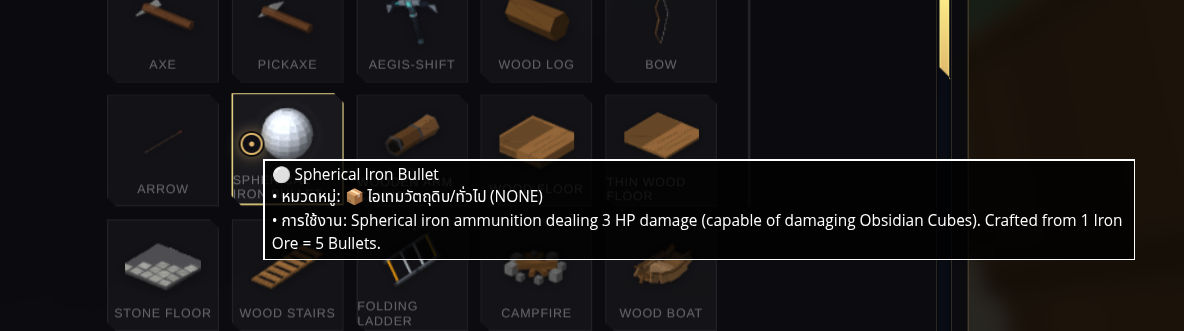 AXE
PICKAXE
AEGIS-SHIFT
WOOD LOG
BOW
ARROW
THIN WOOD
FLOOR
⚪ Spherical Iron Bullet
• หมวดหมู่: 📦 ไอเทมวัตถุดิบ/ทั่วไป (NONE)
• การใช้งาน: Spherical iron ammunition dealing 3 HP damage (capable of damaging Obsidian Cubes). Crafted from 1 Iron
Ore = 5 Bullets.
STONE FLOOR
WOOD STAIRS
FOLDING
LADDER
CAMPFIRE
WOOD BOAT